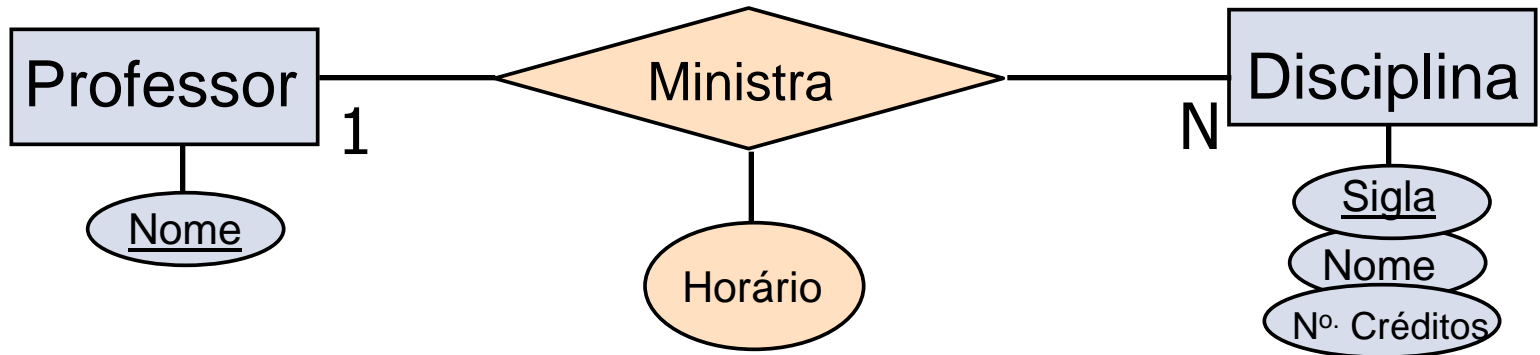 Professor
Ministra
Disciplina
1
N
Nome
Horário
Sigla
Nome
Nº. Créditos